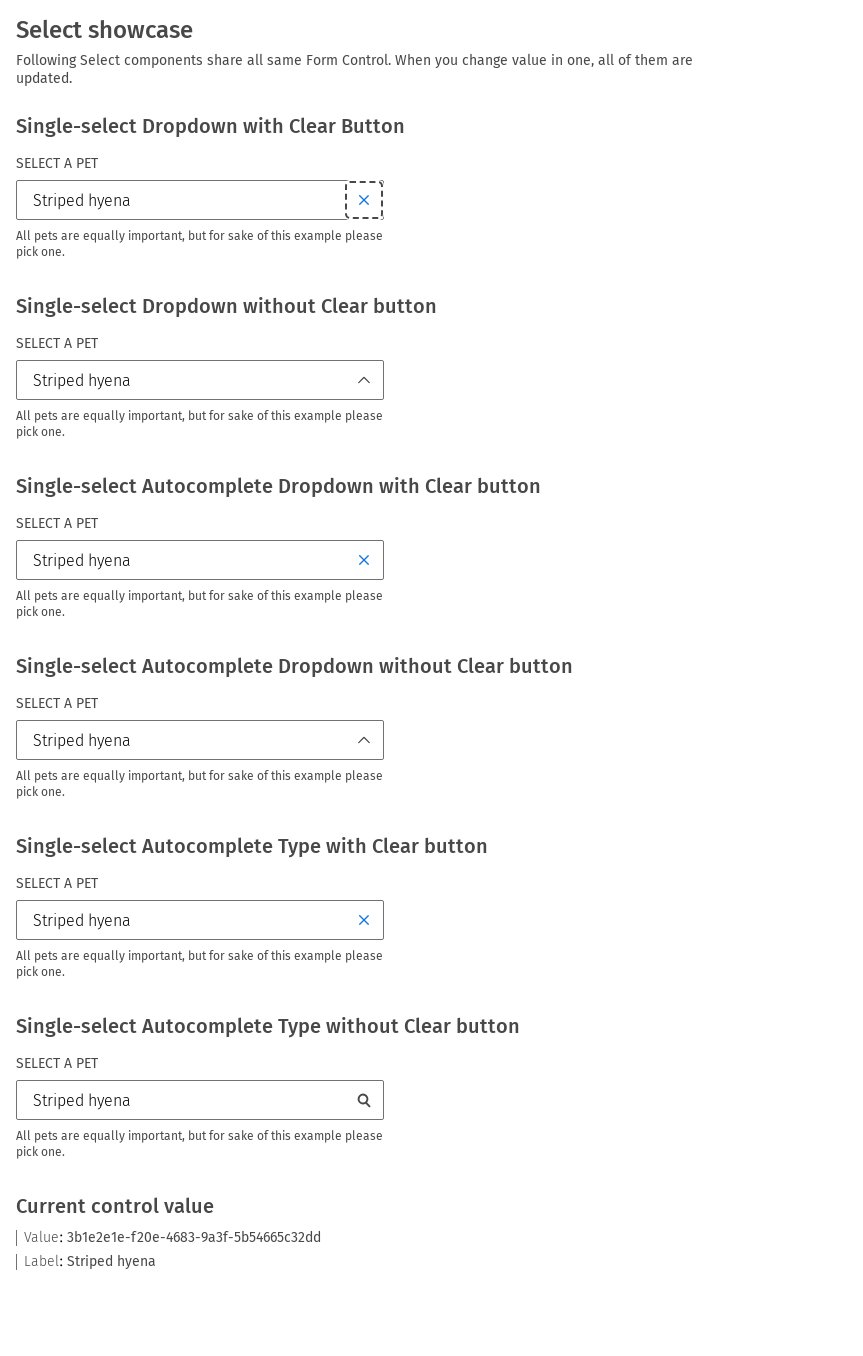 Select showcase
Following Select components share all same Form Control. When you change value in one, all of them are
updated.
Single-select Dropdown with Clear Button
SELECT A PET
Striped hyena
All pets are equally important, but for sake of this example please
pick one.
Single-select Dropdown without Clear button
SELECT A PET
Striped hyena
All pets are equally important, but for sake of this example please
pick one.
Single-select Autocomplete Dropdown with Clear button
SELECT A PET
Striped hyena
All pets are equally important, but for sake of this example please
pick one.
Single-select Autocomplete Dropdown without Clear button
SELECT A PET
Striped hyena
All pets are equally important, but for sake of this example please
pick one.
Single-select Autocomplete Type with Clear button
SELECT A PET
Striped hyena
All pets are equally important, but for sake of this example please
pick one.
Single-select Autocomplete Type without Clear button
SELECT A PET
Striped hyena
All pets are equally important, but for sake of this example please
pick one.
Current control value
Value: 3b1e2e1e-f20e-4683-9a3f-5b54665c32dd
Label: Striped hyena